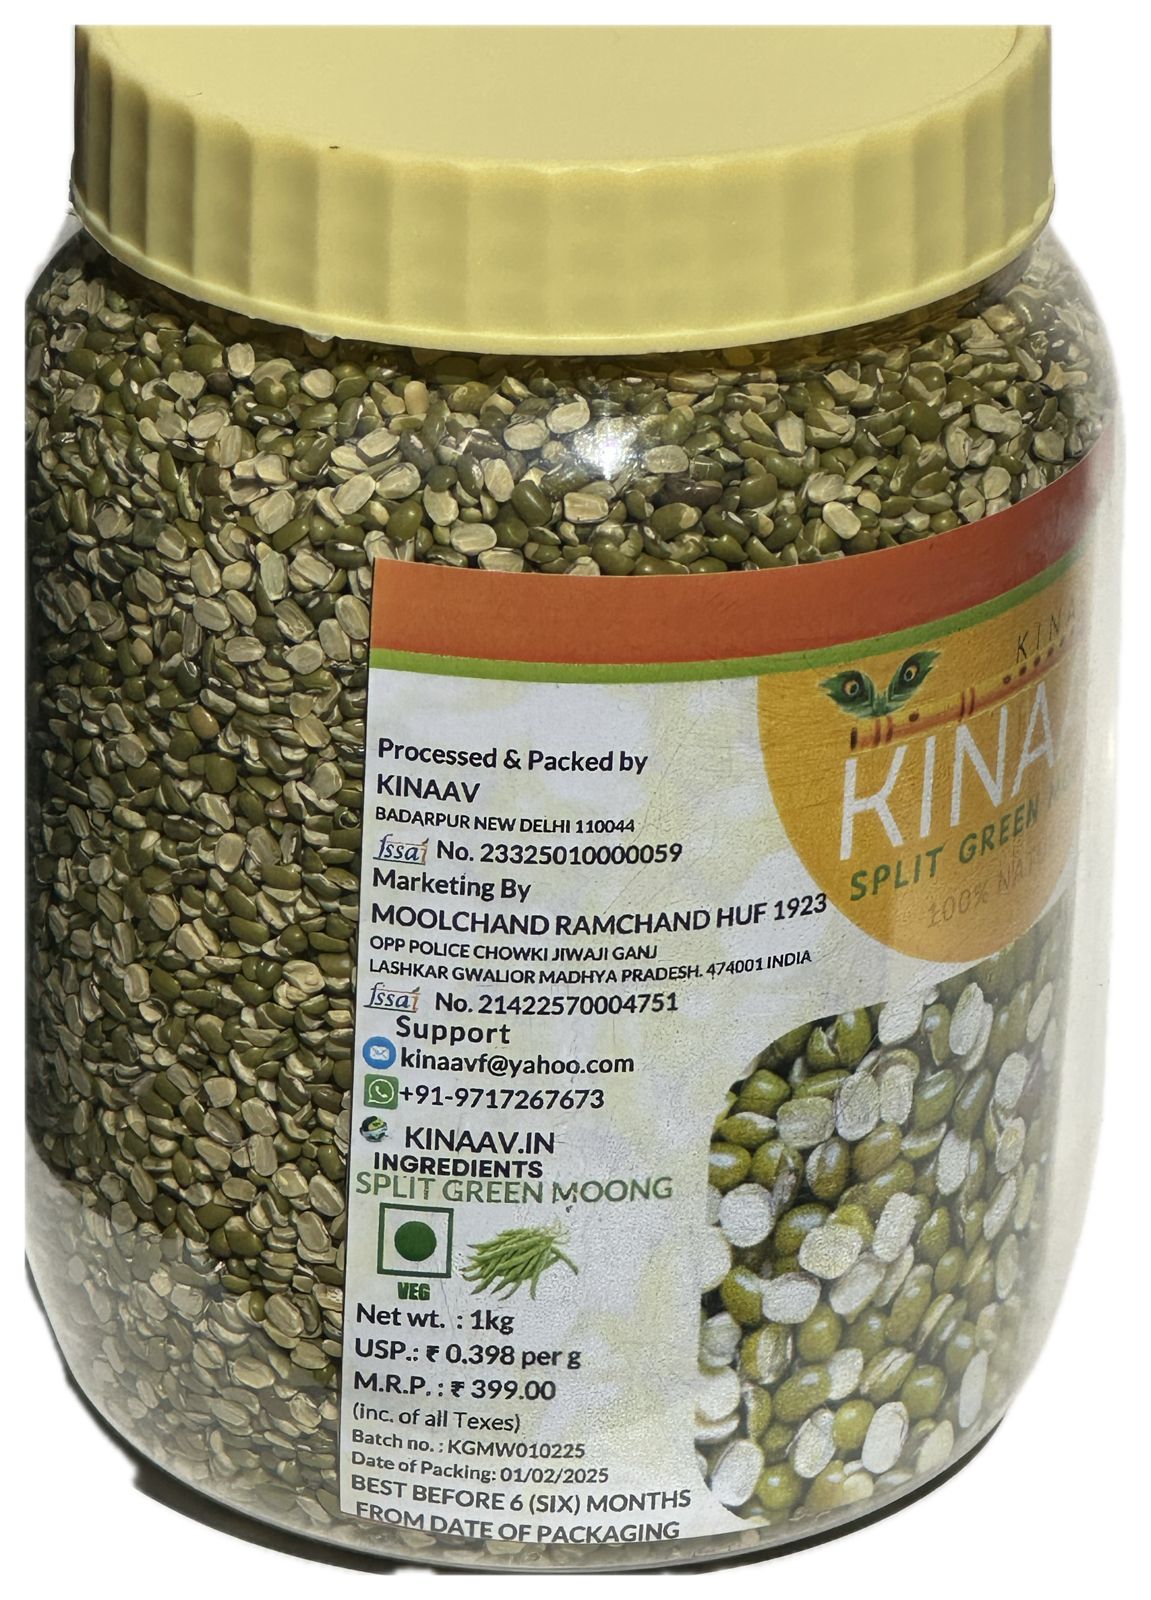 Processed & Packed by
KINAAV
BADARPUR NEW DELHI 110044
fssai No. 23325010000059
Marketing By
MOOLCHAND RAMCHAND HUF 1923
OPP POLICE CHOWKI JIWAJI GANJ
LASHKAR GWALIOR MADHYA PRADESH. 474001 INDIA
fssai No. 21422570004751
Support
kinaavf@yahoo.com
+91-9717267673
KINAAV.IN
INGREDIENTS
SPLIT GREEN MOONG
VEG
Net wt. : 1kg
USP.: ₹ 0.398 per g
M.R.P. : ₹ 399.00
(inc. of all Texes)
Batch no. : KGMW010225
Date of Packing: 01/02/2025
BEST BEFORE 6 (SIX) MONTHS
FROM DATE OF PACKAGING
KINA
KINA
SPLIT GREEN
100%